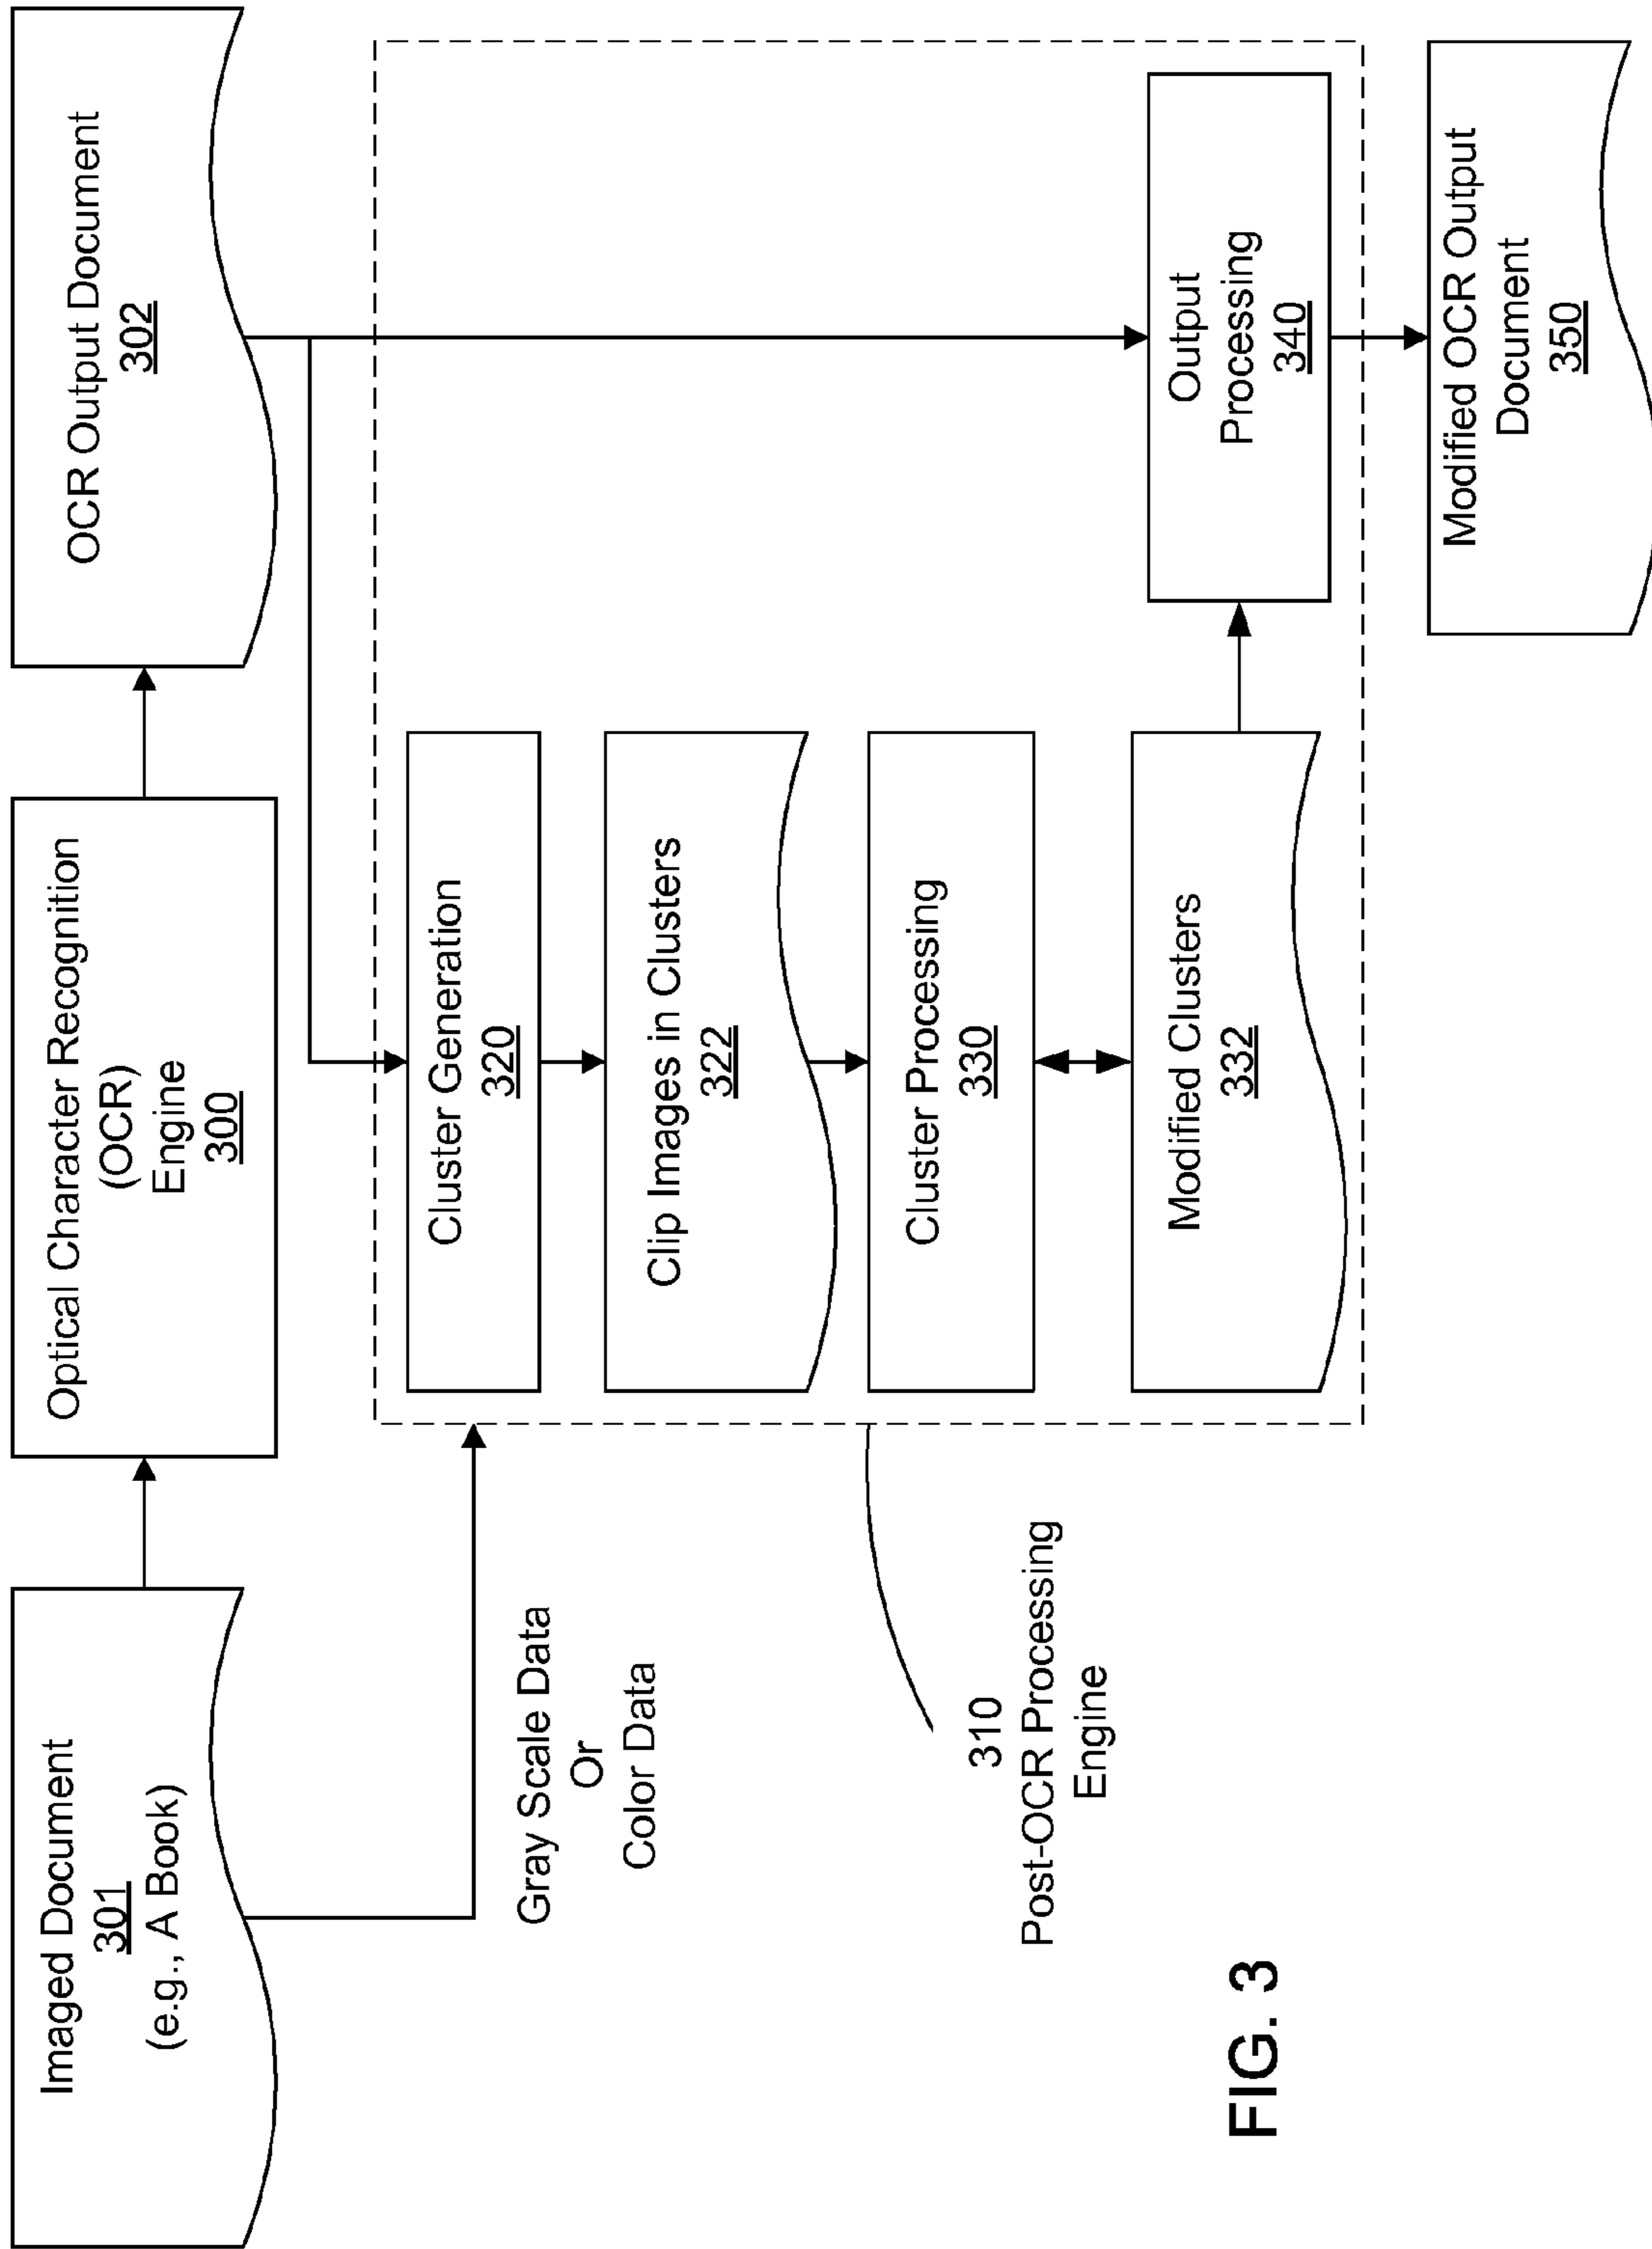 Imaged Document
301
(e.g., A Book)
Optical Character Recognition
(OCR)
Engine
300
OCR Output Document
302
Gray Scale Data
Or
Color Data
310
Post-OCR Processing
Engine
Cluster Generation
320
Clip Images in Clusters
322
Cluster Processing
330
Modified Clusters
332
Output
Processing
340
Modified OCR Output
Document
350
FIG. 3